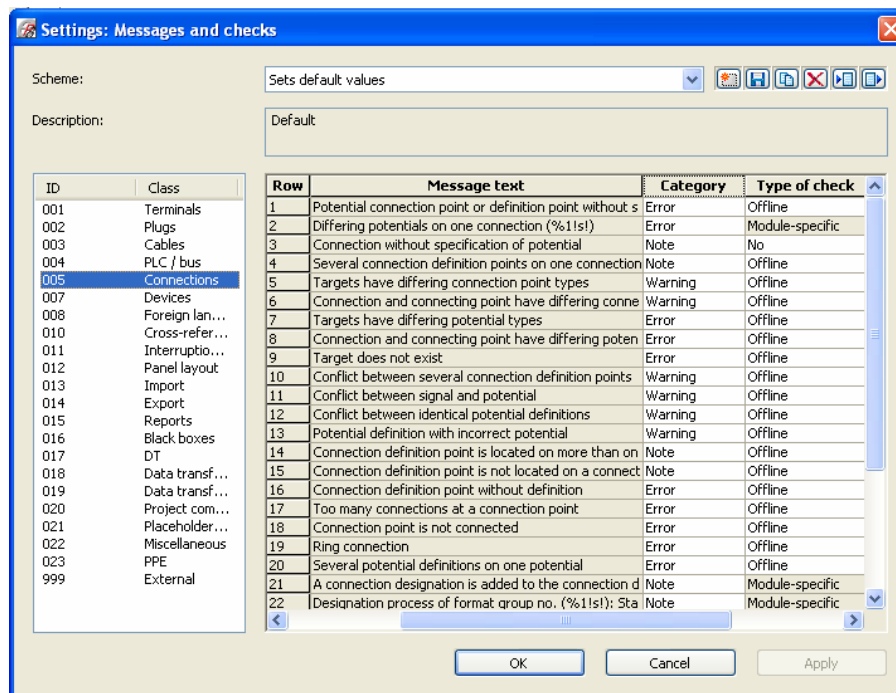 Settings: Messages and checks
Scheme:
Sets default values
Description:
Default
ID Class
001 Terminals
002 Plugs
003 Cables
004 PLC / bus
005 Connections
007 Devices
008 Foreign lan...
010 Cross-refer...
011 Interruptio...
012 Panel layout
013 Import
014 Export
015 Reports
016 Black boxes
017 DT
018 Data transf...
019 Data transf...
020 Project com...
021 Placeholder...
022 Miscellaneous
023 PPE
999 External
Row Message text Category Type of check
1 Potential connection point or definition point without s Error Offline
2 Differing potentials on one connection (%1!s!) Error Module-specific
3 Connection without specification of potential Note No
4 Several connection definition points on one connection Note Offline
5 Targets have differing connection point types Warning Offline
6 Connection and connecting point have differing conne Warning Offline
7 Targets have differing potential types Error Offline
8 Connection and connecting point have differing poten Error Offline
9 Target does not exist Error Offline
10 Conflict between several connection definition points Warning Offline
11 Conflict between signal and potential Warning Offline
12 Conflict between identical potential definitions Warning Offline
13 Potential definition with incorrect potential Warning Offline
14 Connection definition point is located on more than on Note Offline
15 Connection definition point is not located on a connect Note Offline
16 Connection definition point without definition Error Offline
17 Too many connections at a connection point Error Offline
18 Connection point is not connected Error Offline
19 Ring connection Error Offline
20 Several potential definitions on one potential Error Offline
21 A connection designation is added to the connection d Note Module-specific
22 Designation process of format group no. (%1!s!): Sta Note Module-specific
OK Cancel Apply